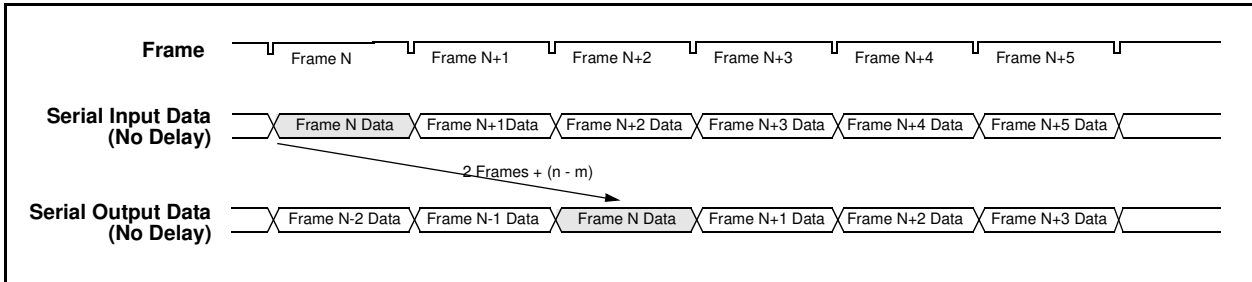 Frame
Frame N Frame N+1 Frame N+2 Frame N+3 Frame N+4 Frame N+5
Serial Input Data
(No Delay)
Frame N Data Frame N+1Data Frame N+2 Data Frame N+3 Data Frame N+4 Data Frame N+5 Data
2 Frames + (n - m)
Serial Output Data
(No Delay)
Frame N-2 Data Frame N-1 Data Frame N Data Frame N+1 Data Frame N+2 Data Frame N+3 Data